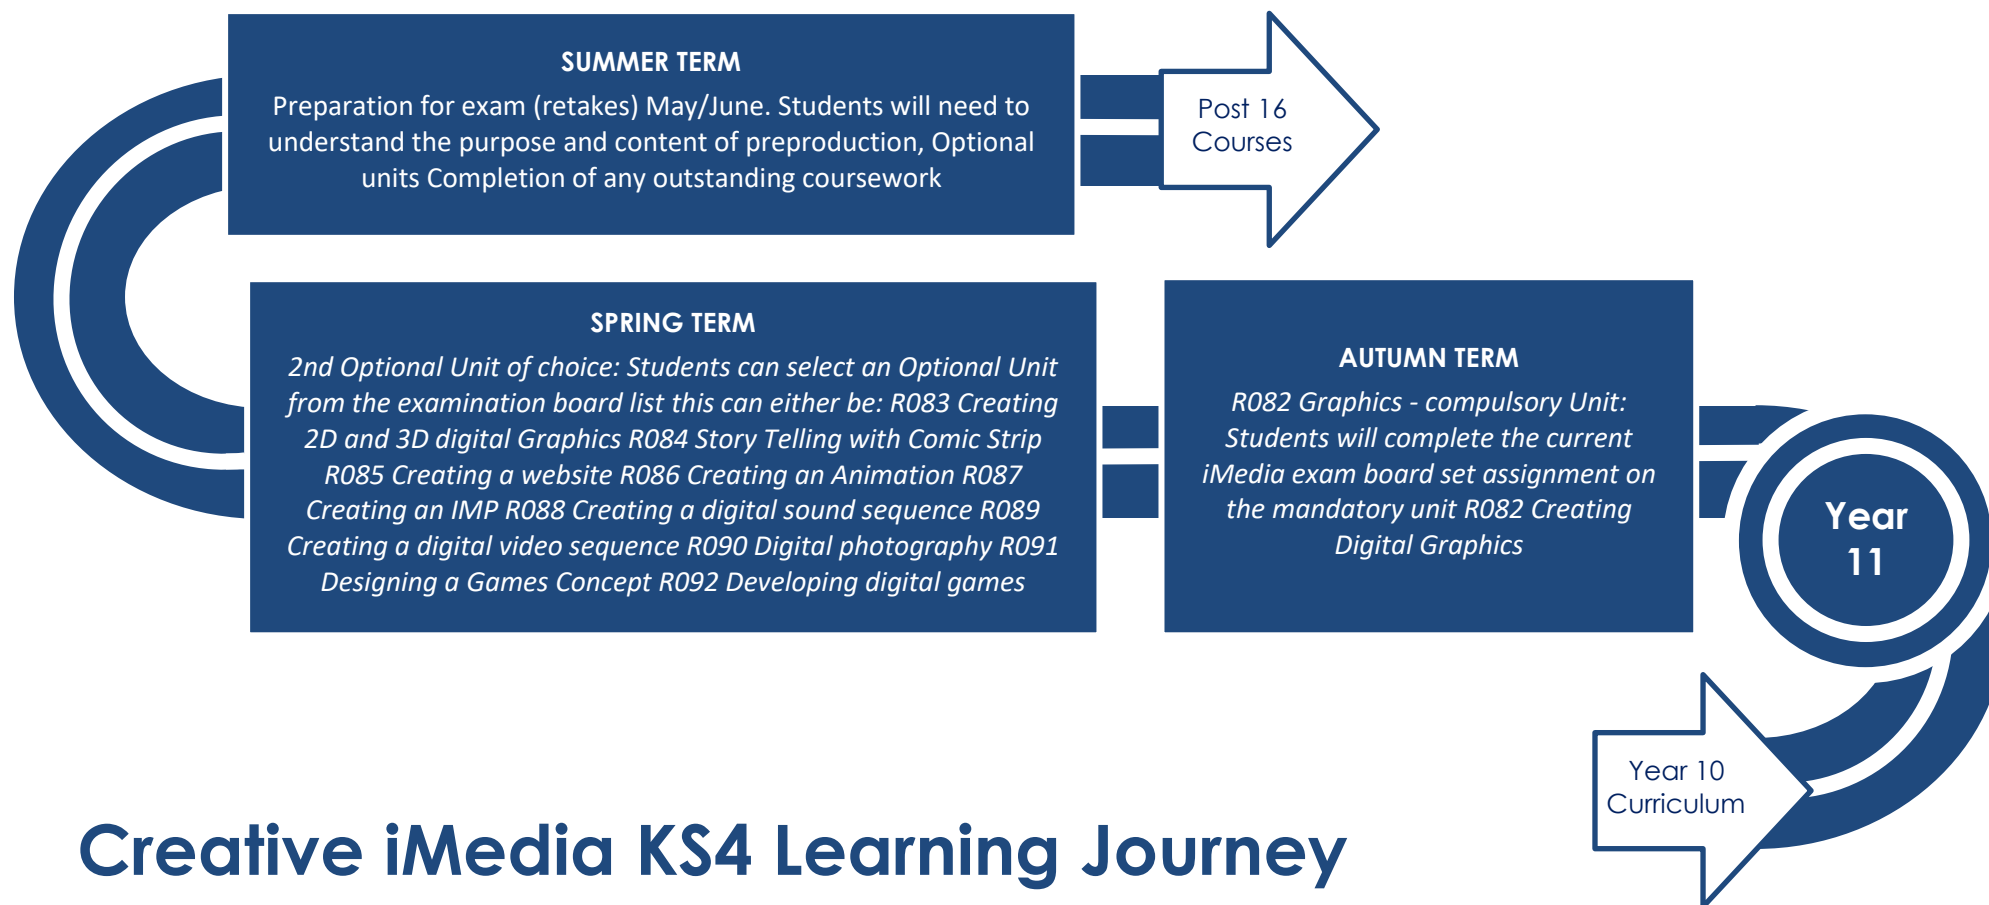 SUMMER TERM
Preparation for exam (retakes) May/June. Students will need to
understand the purpose and content of preproduction, Optional
units Completion of any outstanding coursework
Post 16
Courses
SPRING TERM
2nd Optional Unit of choice: Students can select an Optional Unit
from the examination board list this can either be: R083 Creating
2D and 3D digital Graphics R084 Story Telling with Comic Strip
R085 Creating a website R086 Creating an Animation R087
Creating an IMP R088 Creating a digital sound sequence R089
Creating a digital video sequence R090 Digital photography R091
Designing a Games Concept R092 Developing digital games
AUTUMN TERM
R082 Graphics - compulsory Unit:
Students will complete the current
iMedia exam board set assignment on
the mandatory unit R082 Creating
Digital Graphics
Year
11
Year 10
Curriculum
Creative iMedia KS4 Learning Journey